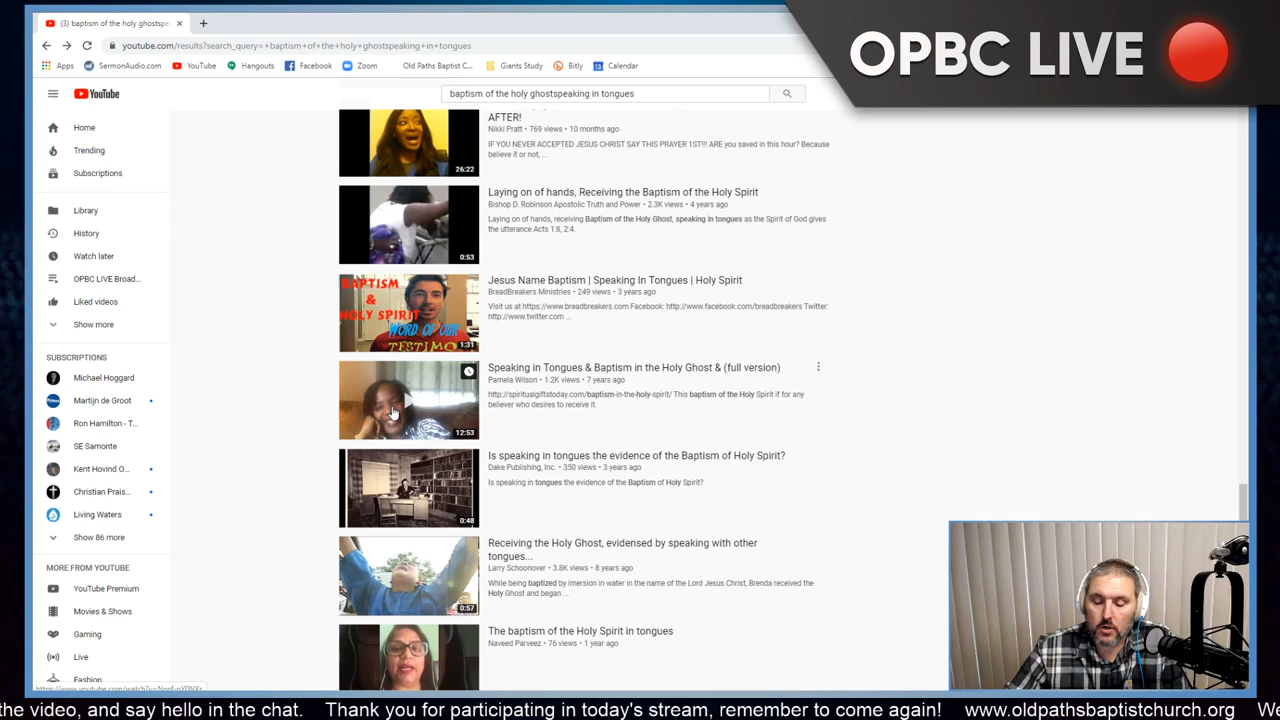 (3) baptism of the holy ghostspe
OPBC LIVE
youtube.com/results?search_query=+baptism+of+the+holy+ghostspeaking+in+tongues
Apps SermonAudio.com YouTube Hangouts Facebook Zoom Old Paths Baptist C... Giants Study Bitly Calendar
YouTube
baptism of the holy ghostspeaking in tongues
Home
Trending
Subscriptions
Library
History
Watch later
OPBC LIVE Broad...
Liked videos
Show more
SUBSCRIPTIONS
Michael Hoggard
Martijn de Groot
Ron Hamilton - T...
SE Samonte
Kent Hovind O...
Christian Prais...
Living Waters
Show 86 more
MORE FROM YOUTUBE
YouTube Premium
Movies & Shows
Gaming
Live
Fashion
AFTER!
Nikki Pratt • 769 views • 10 months ago
IF YOU NEVER ACCEPTED JESUS CHRIST SAY THIS PRAYER 1ST!!! ARE you saved in this hour? Because
believe it or not, ...
26:22
Laying on of hands, Receiving the Baptism of the Holy Spirit
Bishop D. Robinson Apostolic Truth and Power • 2.3K views • 4 years ago
Laying on of hands, receiving Baptism of the Holy Ghost, speaking in tongues as the Spirit of God gives
the utterance Acts 1:8, 2:4.
0:53
BAPTISM
&
HOLY SPIRIT
WORD OF OUR
TESTIMO
1:31
Jesus Name Baptism | Speaking In Tongues | Holy Spirit
BreadBreakers Ministries • 249 views • 3 years ago
Visit us at https://www.breadbreakers.com Facebook: http://www.facebook.com/breadbreakers Twitter:
http://www.twitter.com ...
Speaking in Tongues & Baptism in the Holy Ghost & (full version)
Pamela Wilson • 1.2K views • 7 years ago
http://spiritualgiftstoday.com/baptism-in-the-holy-spirit/ This baptism of the Holy Spirit if for any
believer who desires to receive it.
12:53
Is speaking in tongues the evidence of the Baptism of Holy Spirit?
Dake Publishing, Inc. • 350 views • 3 years ago
Is speaking in tongues the evidence of the Baptism of Holy Spirit?
0:48
Receiving the Holy Ghost, evidensed by speaking with other
tongues...
Larry Schoonover • 3.8K views • 8 years ago
While being baptized by imersion in water in the name of the Lord Jesus Christ, Brenda received the
Holy Ghost and began ...
0:57
The baptism of the Holy Spirit in tongues
Naveed Parveez • 76 views • 1 year ago
the video, and say hello in the chat. Thank you for participating in today's stream, remember to come again! www.oldpathsbaptistchurch.org We